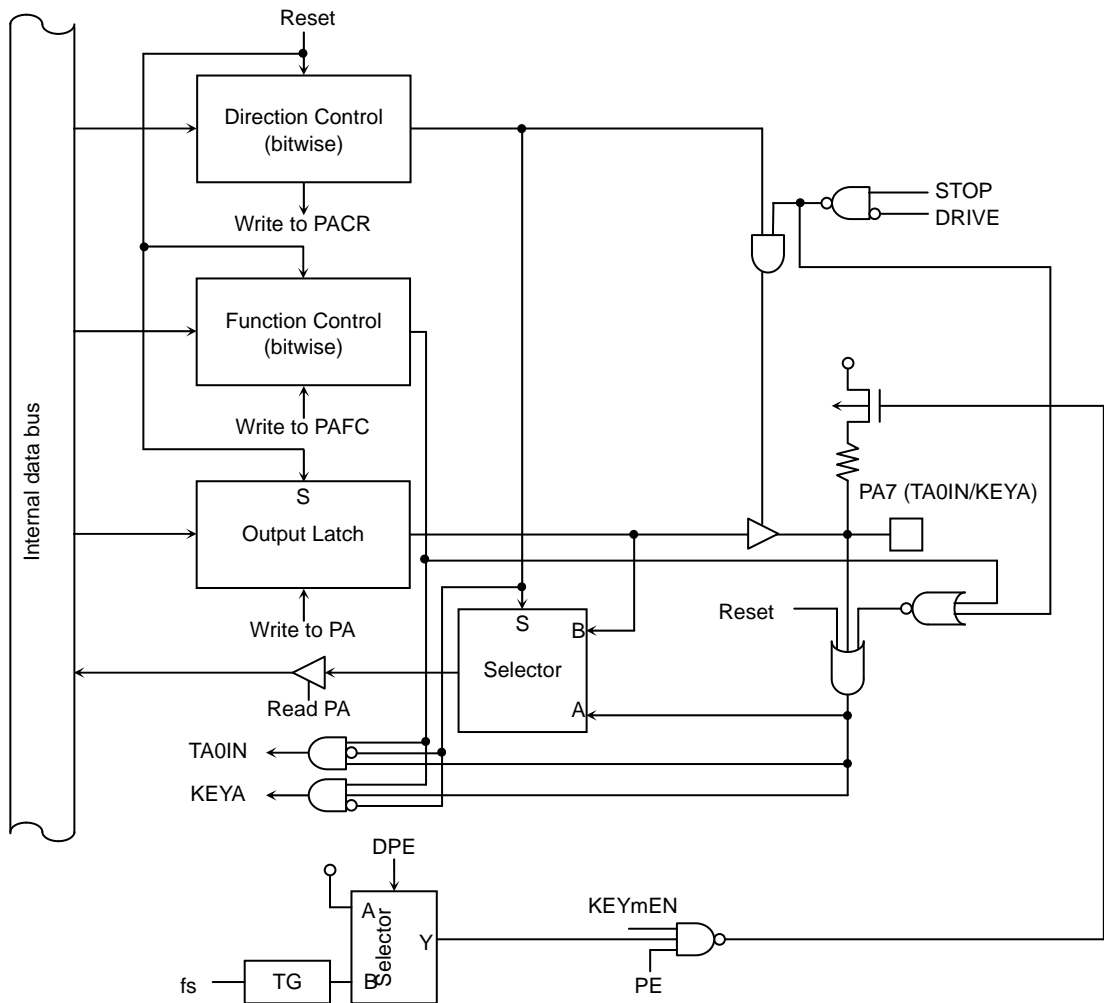 Reset
Direction Control
(bitwise)
STOP
DRIVE
Write to PACR
Function Control
(bitwise)
Write to PAFC
Internal data bus
S
Output Latch
PA7 (TA0IN/KEYA)
Write to PA
Reset
S
B
Selector
A
Read PA
TA0IN
KEYA
DPE
A
Selector
Y
B
KEYmEN
PE
fs
TG